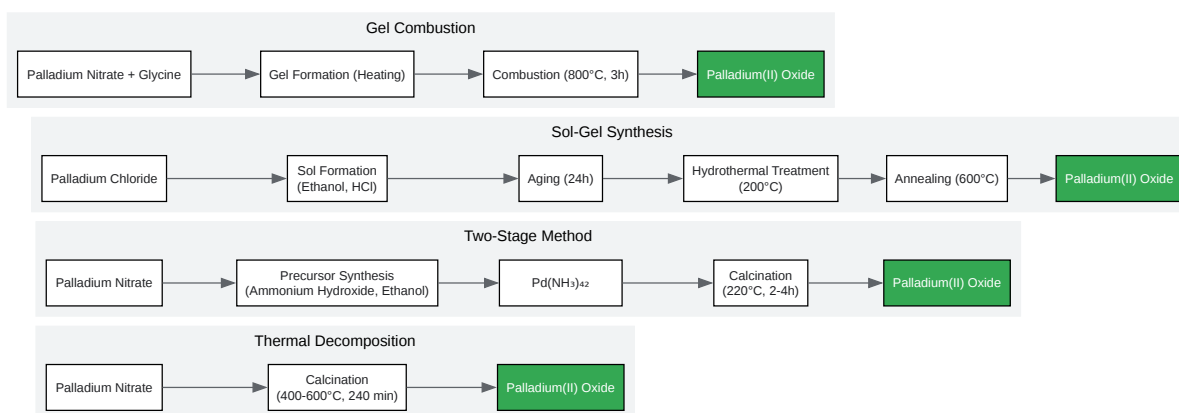 Gel Combustion
Palladium Nitrate + Glycine
Gel Formation (Heating)
Combustion (800°C, 3h)
Palladium(II) Oxide
Sol-Gel Synthesis
Palladium Chloride
Sol Formation
(Ethanol, HCl)
Aging (24h)
Hydrothermal Treatment
(200°C)
Annealing (600°C)
Palladium(II) Oxide
Two-Stage Method
Palladium Nitrate
Precursor Synthesis
(Ammonium Hydroxide, Ethanol)
Pd(NH₃)₄₂
Calcination
(220°C, 2-4h)
Palladium(II) Oxide
Thermal Decomposition
Palladium Nitrate
Calcination
(400-600°C, 240 min)
Palladium(II) Oxide